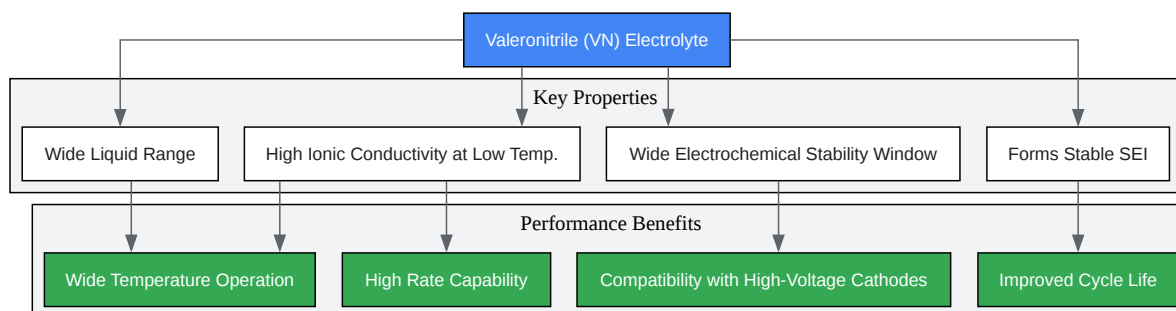 Valeronitrile (VN) Electrolyte
Key Properties
Wide Liquid Range
High Ionic Conductivity at Low Temp.
Wide Electrochemical Stability Window
Forms Stable SEI
Performance Benefits
Wide Temperature Operation
High Rate Capability
Compatibility with High-Voltage Cathodes
Improved Cycle Life